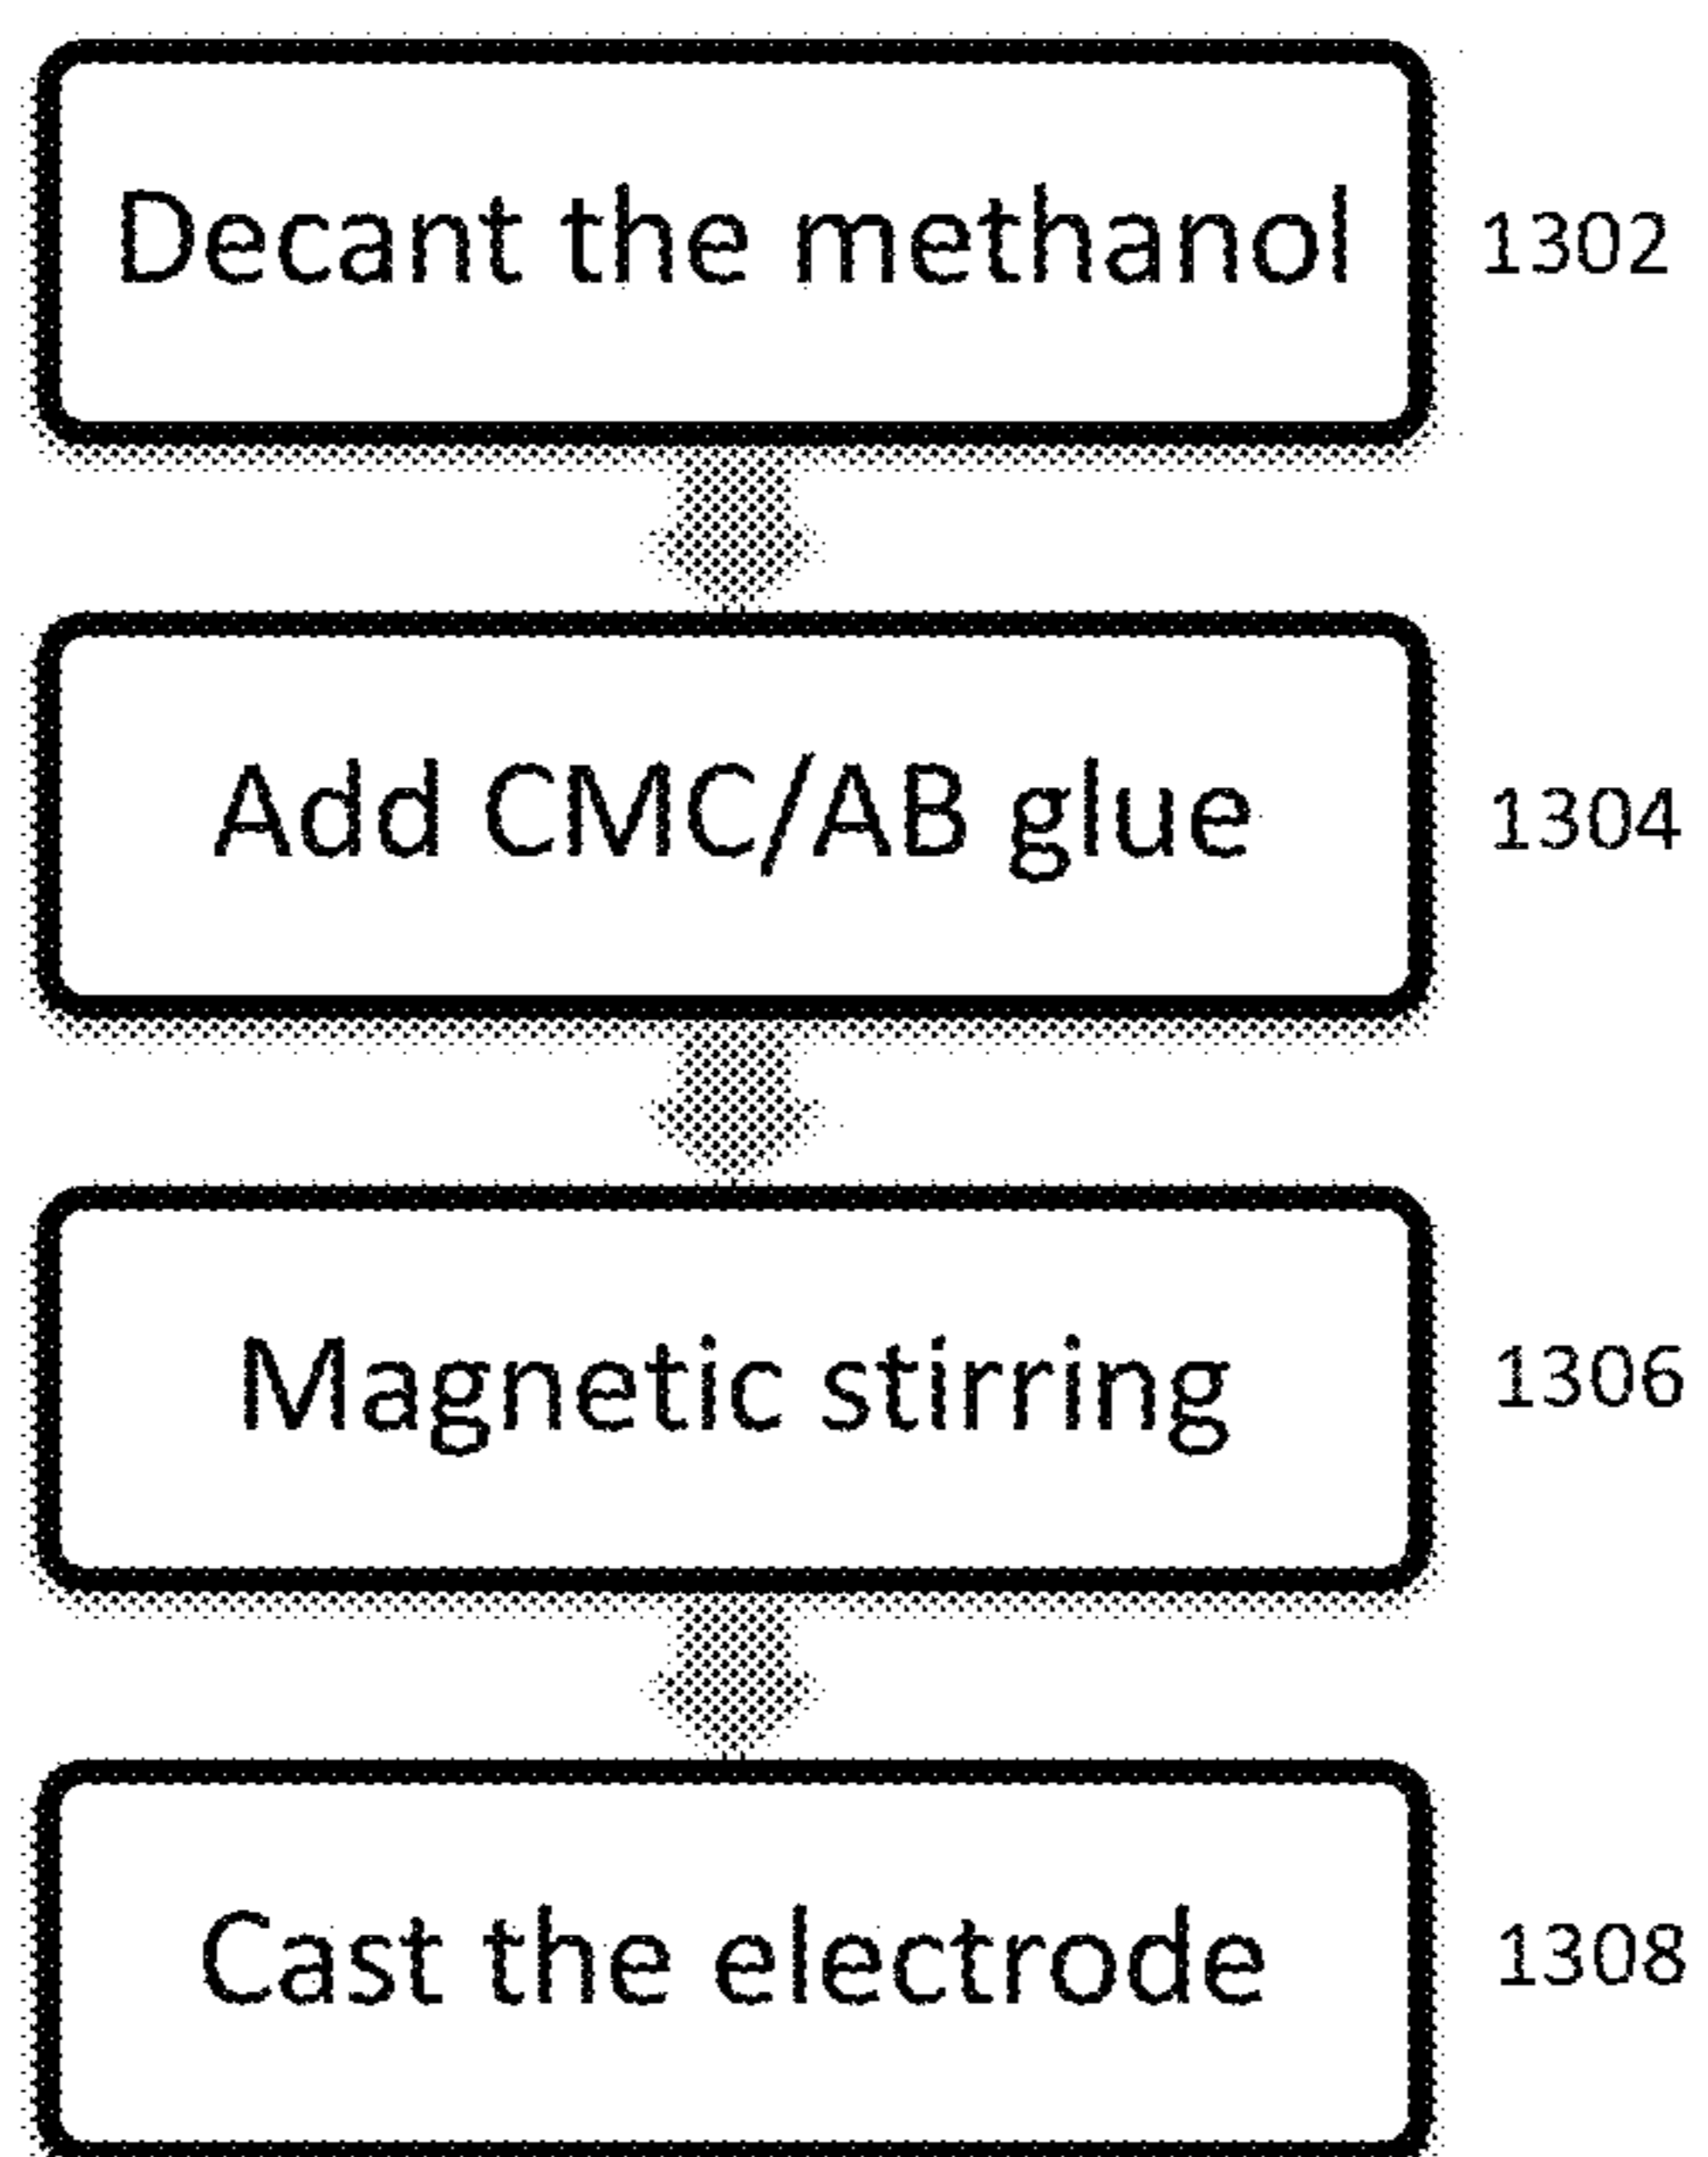 Decant the methanol 1302
Add CMC/AB glue 1304
Magnetic stirring 1306
Cast the electrode 1308